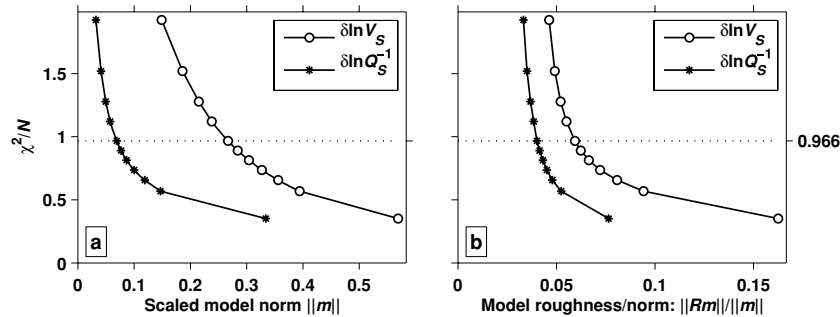 χ²/N
1.5
1
0.5
0
δlnV_S
δlnQ_S^-1
a
0 0.1 0.2 0.3 0.4 0.5
Scaled model norm ||m||
δlnV_S
δlnQ_S^-1
0.966
b
0 0.05 0.1 0.15
Model roughness/norm: ||Rm||/||m||